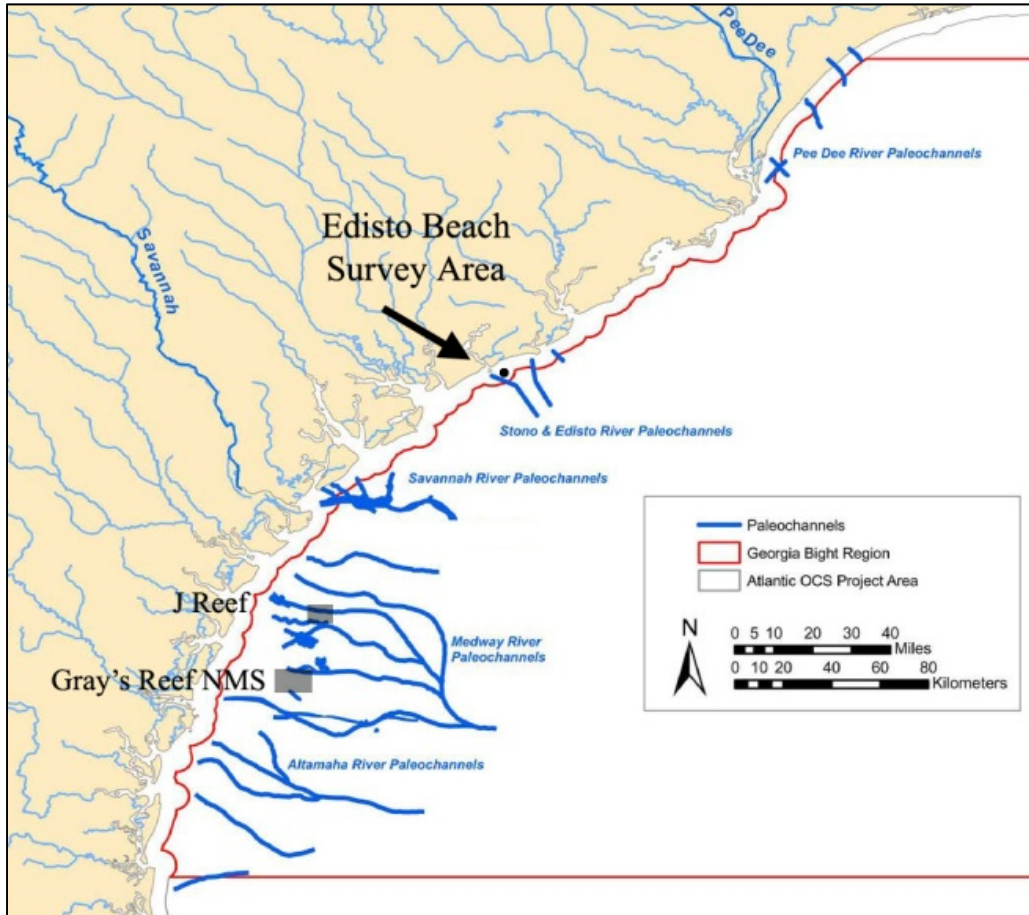 PeeDee
Savannah
Pee Dee River Paleochannels
Edisto Beach
Survey Area
Stono & Edisto River Paleochannels
Savannah River Paleochannels
J Reef
Medway River
Paleochannels
Gray's Reef NMS
Altamaha River Paleochannels
Paleochannels
Georgia Bight Region
Atlantic OCS Project Area
N
0 5 10 20 30 40
Miles
0 10 20 40 60 80
Kilometers